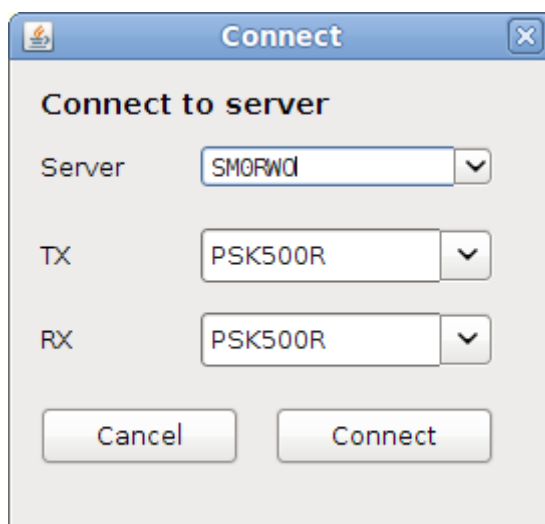 Connect
Connect to server
Server SM0RWO
TX PSK500R
RX PSK500R
Cancel Connect